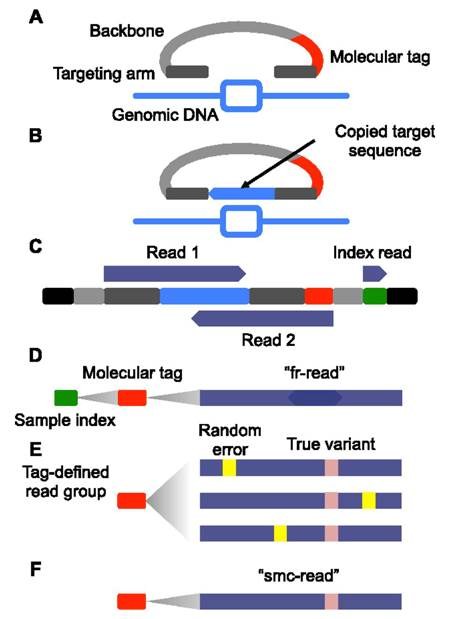 A
Backbone
Molecular tag
Targeting arm
Genomic DNA
B
Copied target
sequence
C
Read 1
Index read
Read 2
D
Molecular tag
“fr-read”
Sample index
E
Random
error
True variant
Tag-defined
read group
F
“smc-read”